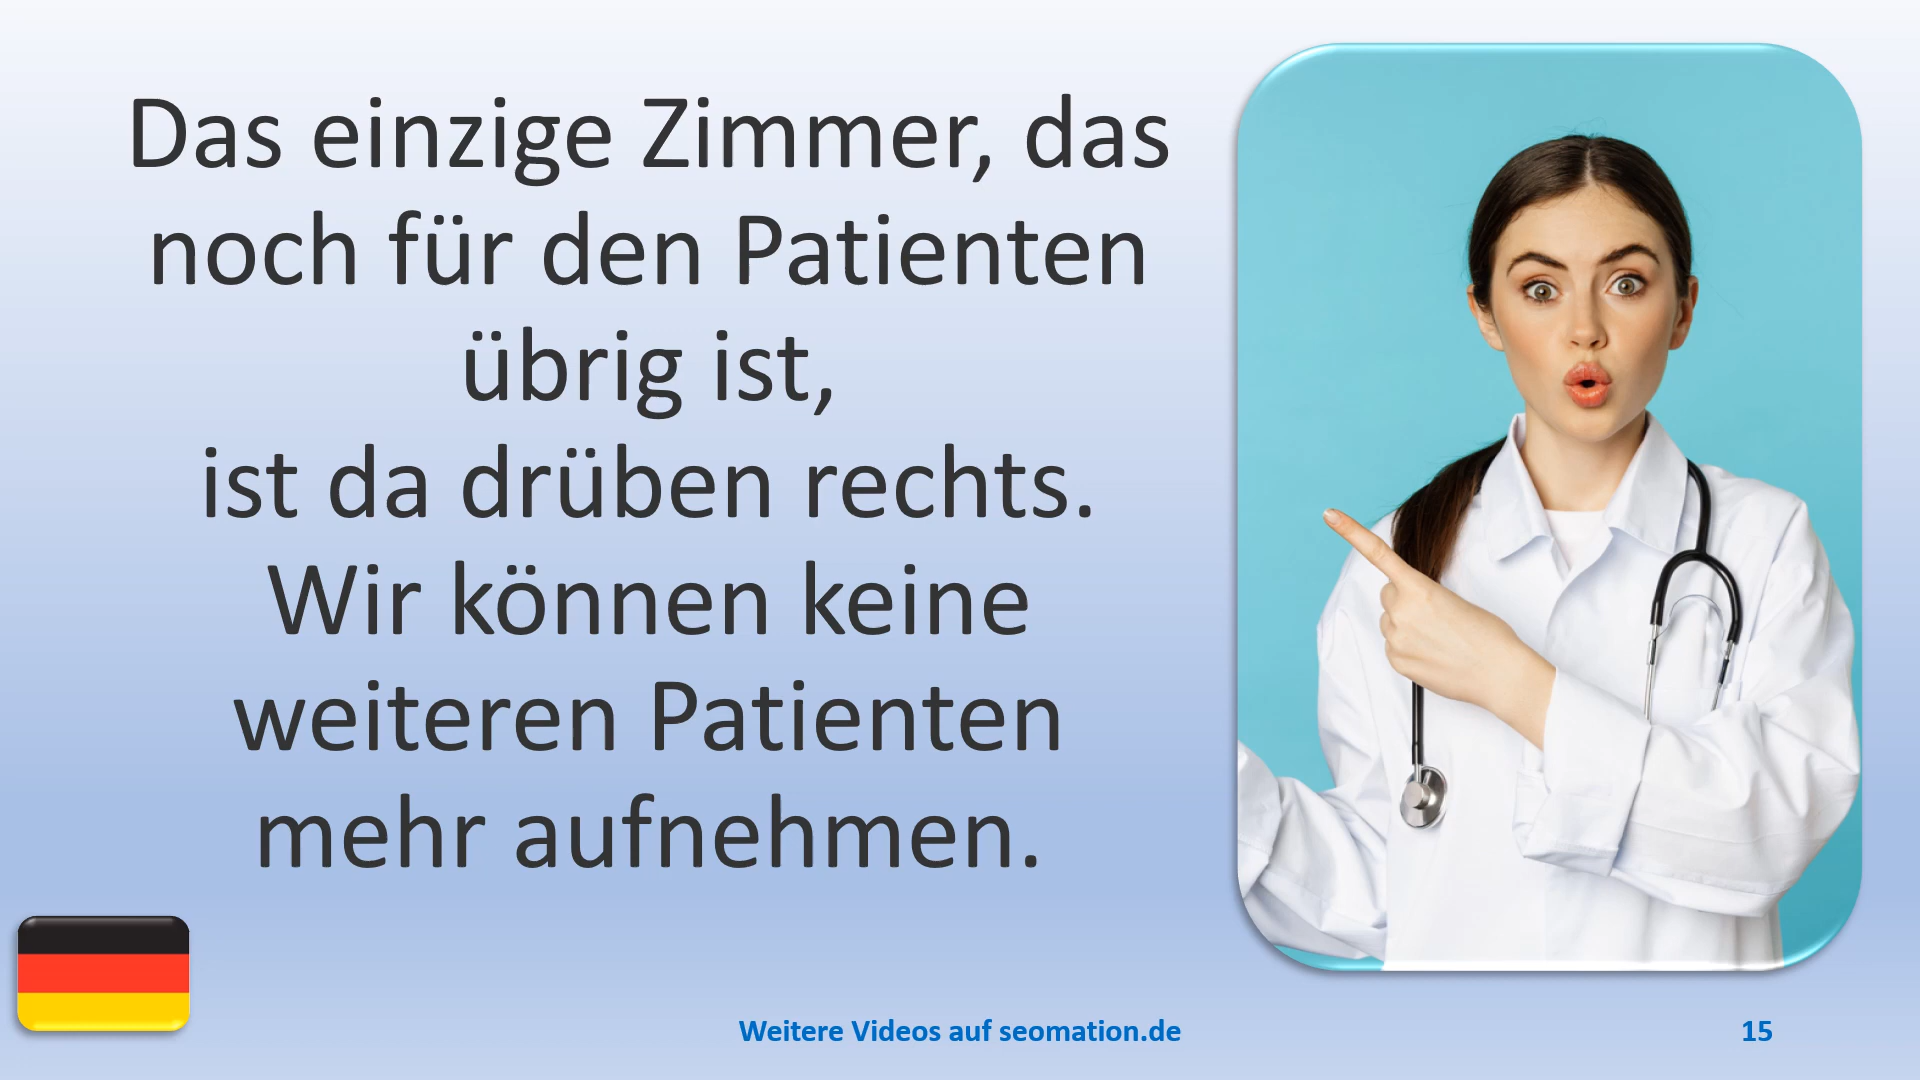 Das einzige Zimmer, das
noch für den Patienten
übrig ist,
ist da drüben rechts.
Wir können keine
weiteren Patienten
mehr aufnehmen.
Weitere Videos auf seomation.de
15